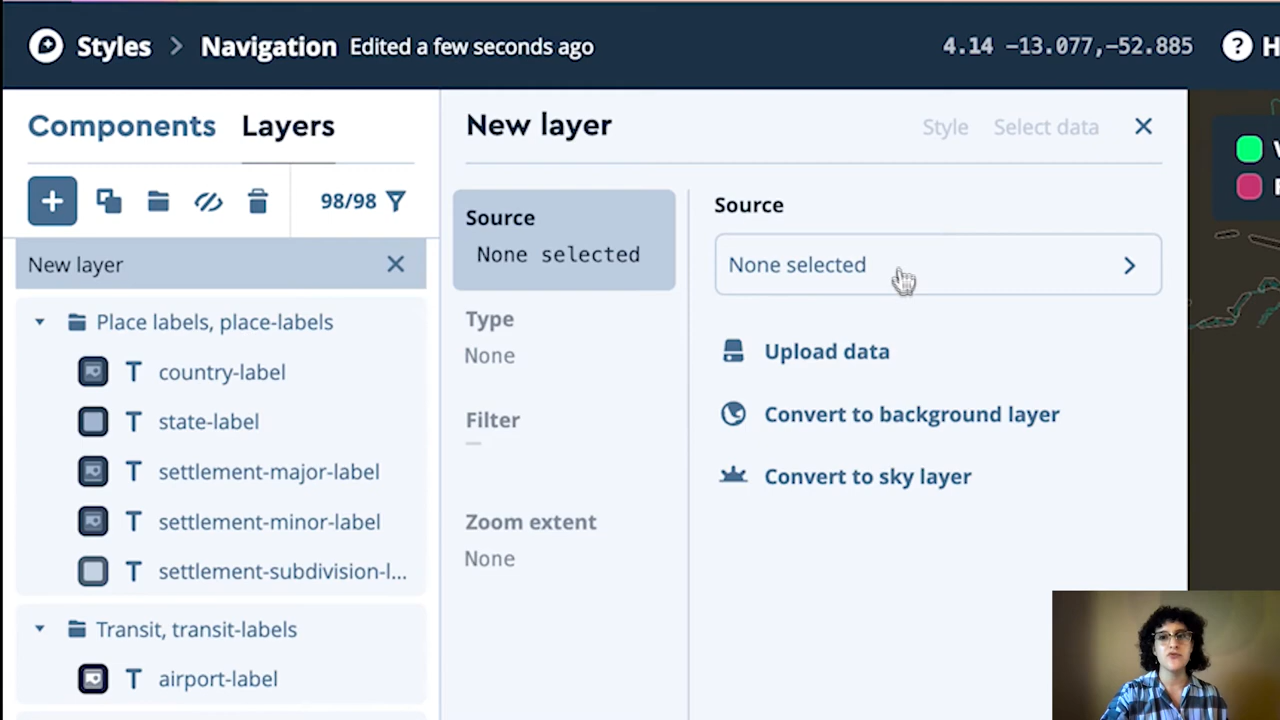 Styles > Navigation Edited a few seconds ago
4.14 −13.077,−52.885
? H
Components Layers
98/98
New layer
Place labels, place-labels
T country-label
T state-label
T settlement-major-label
T settlement-minor-label
T settlement-subdivision-l...
Transit, transit-labels
T airport-label
New layer
Style Select data
Source
None selected
Type
None
Filter
—
Zoom extent
None
Source
None selected
Upload data
Convert to background layer
Convert to sky layer